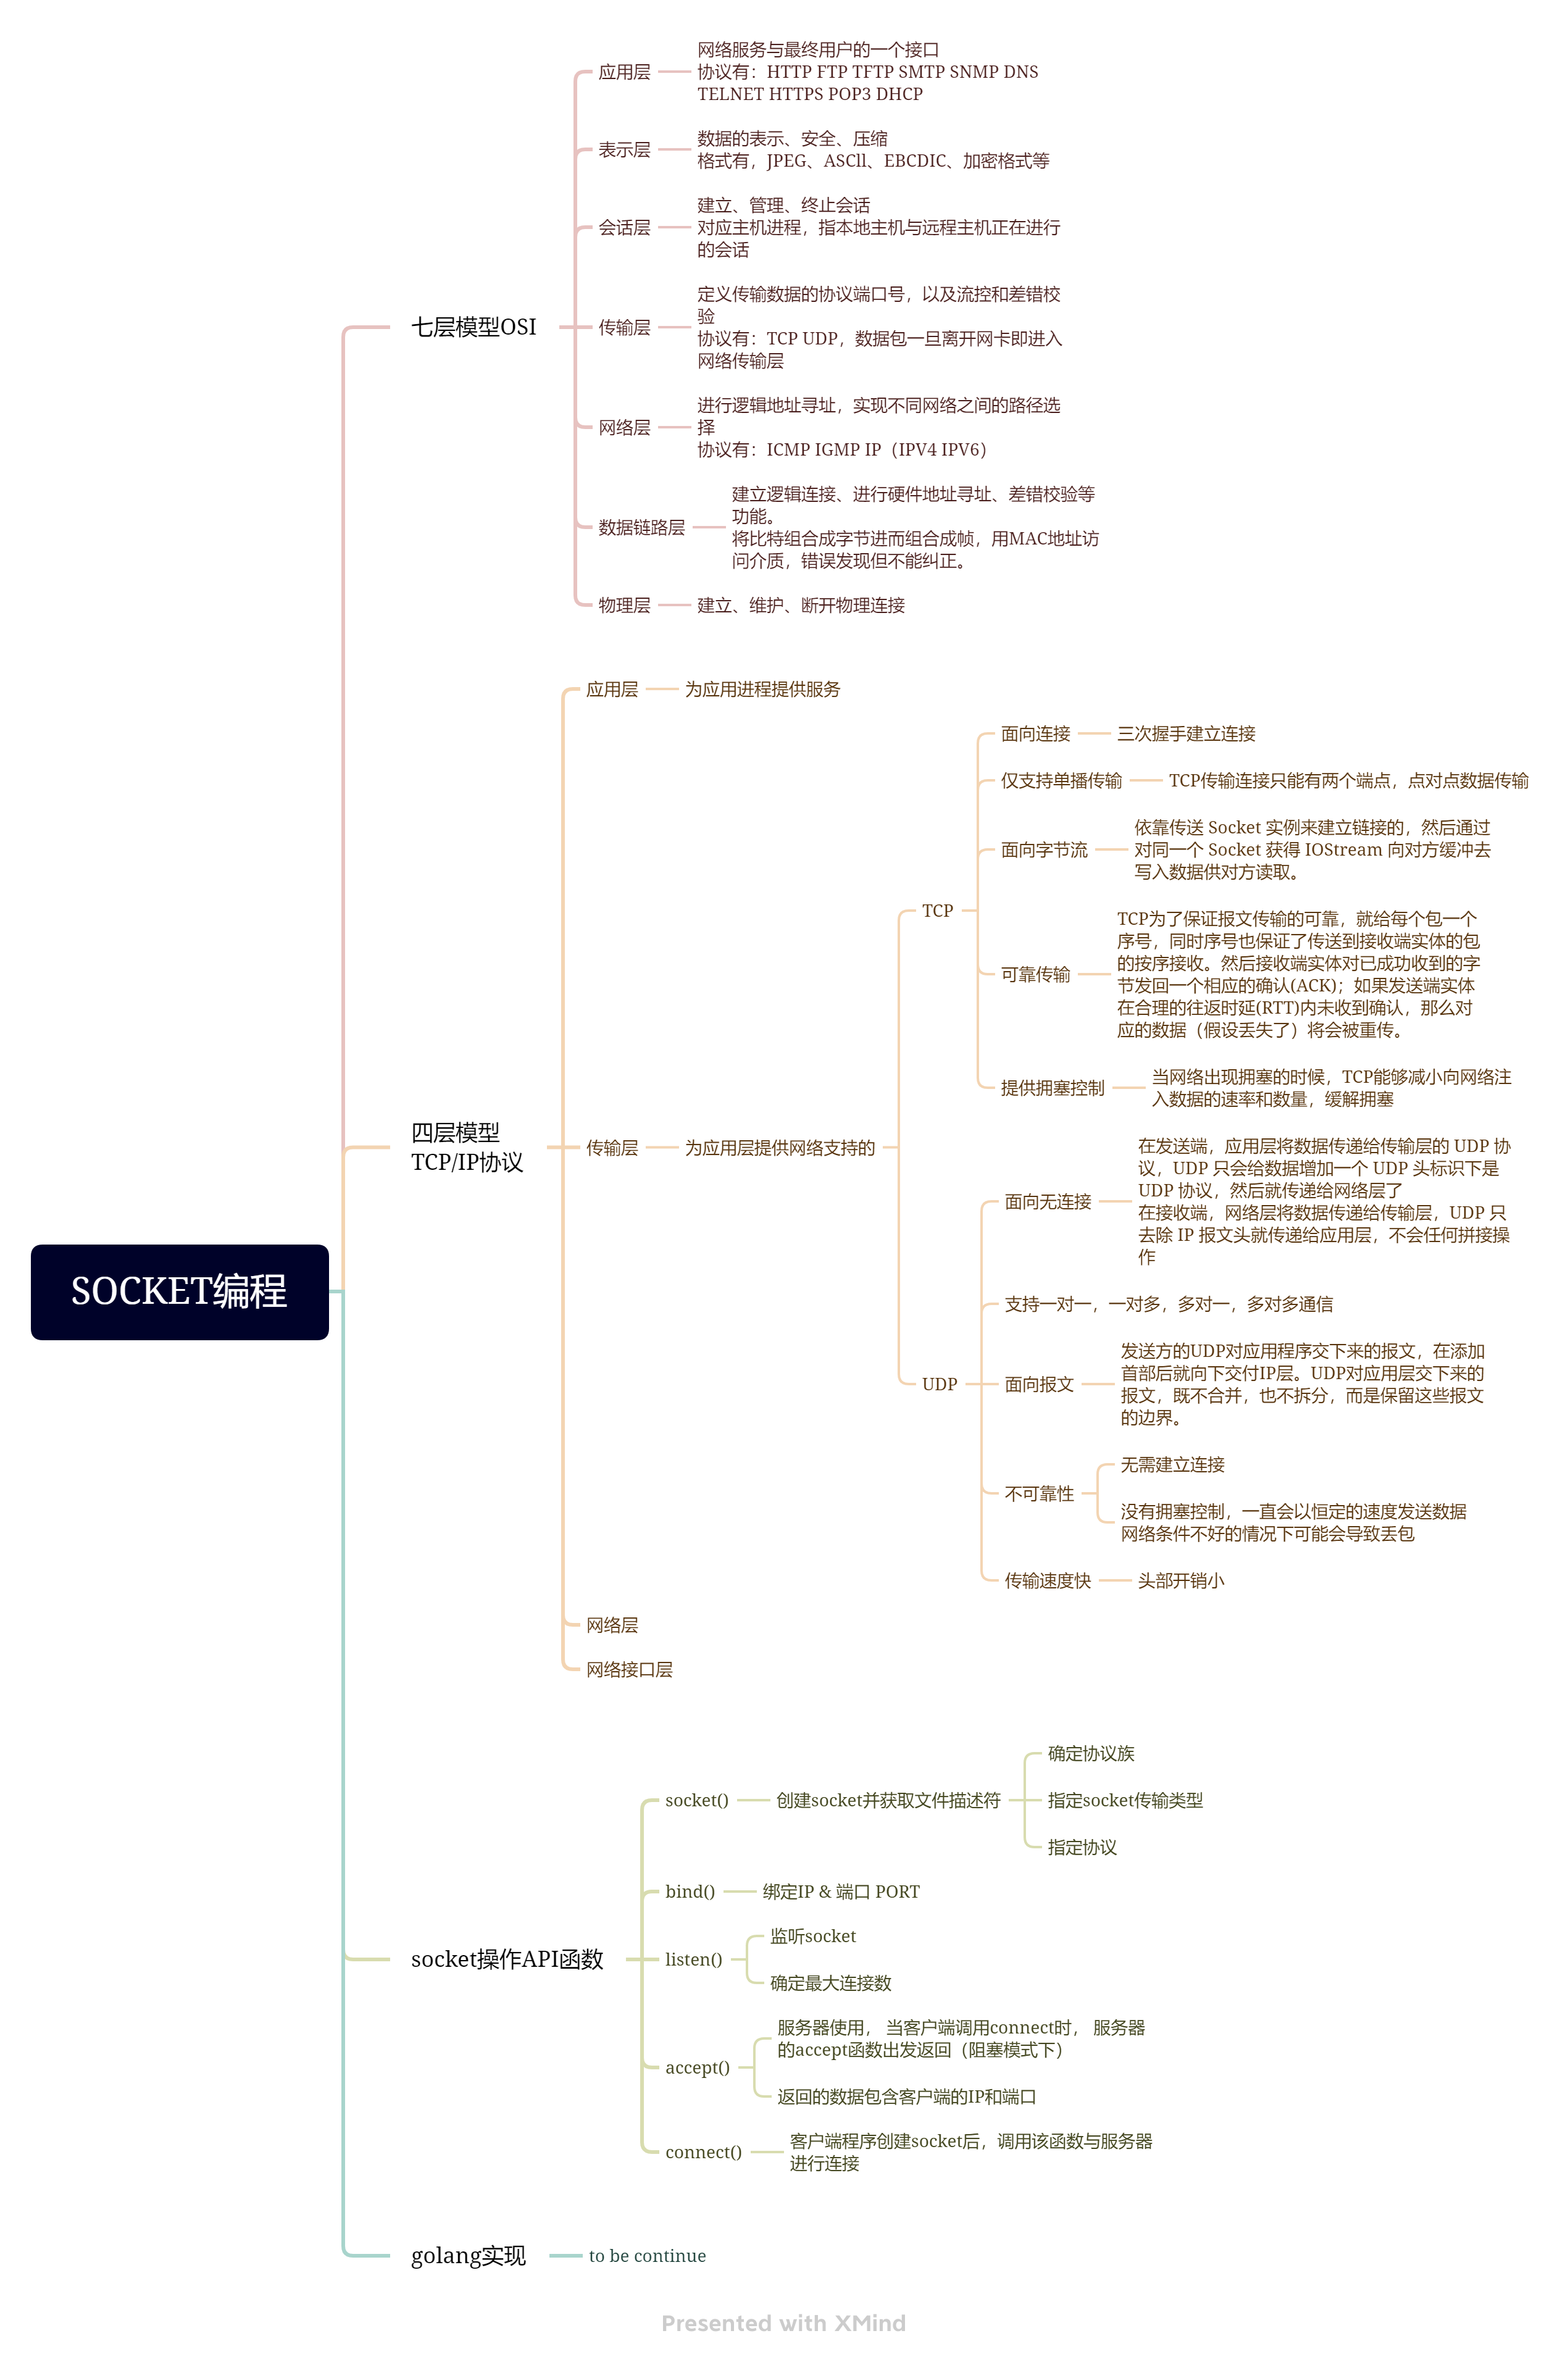 SOCKET编程
七层模型OSI
应用层
网络服务与最终用户的一个接口
协议有：HTTP FTP TFTP SMTP SNMP DNS
TELNET HTTPS POP3 DHCP
表示层
数据的表示、安全、压缩
格式有，JPEG、ASCll、EBCDIC、加密格式等
会话层
建立、管理、终止会话
对应主机进程，指本地主机与远程主机正在进行
的会话
传输层
定义传输数据的协议端口号，以及流控和差错校
验
协议有：TCP UDP，数据包一旦离开网卡即进入
网络传输层
网络层
进行逻辑地址寻址，实现不同网络之间的路径选
择
协议有：ICMP IGMP IP（IPV4 IPV6）
数据链路层
建立逻辑连接、进行硬件地址寻址、差错校验等
功能。
将比特组合成字节进而组合成帧，用MAC地址访
问介质，错误发现但不能纠正。
物理层
建立、维护、断开物理连接
四层模型
TCP/IP协议
应用层
为应用进程提供服务
传输层
为应用层提供网络支持的
TCP
面向连接
三次握手建立连接
仅支持单播传输
TCP传输连接只能有两个端点，点对点数据传输
面向字节流
依靠传送 Socket 实例来建立链接的，然后通过
对同一个 Socket 获得 IOStream 向对方缓冲去
写入数据供对方读取。
可靠传输
TCP为了保证报文传输的可靠，就给每个包一个
序号，同时序号也保证了传送到接收端实体的包
的按序接收。然后接收端实体对已成功收到的字
节发回一个相应的确认(ACK)；如果发送端实体
在合理的往返时延(RTT)内未收到确认，那么对
应的数据（假设丢失了）将会被重传。
提供拥塞控制
当网络出现拥塞的时候，TCP能够减小向网络注
入数据的速率和数量，缓解拥塞
UDP
面向无连接
在发送端，应用层将数据传递给传输层的 UDP 协
议，UDP 只会给数据增加一个 UDP 头标识下是
UDP 协议，然后就传递给网络层了
在接收端，网络层将数据传递给传输层，UDP 只
去除 IP 报文头就传递给应用层，不会任何拼接操
作
支持一对一，一对多，多对一，多对多通信
面向报文
发送方的UDP对应用程序交下来的报文，在添加
首部后就向下交付IP层。UDP对应用层交下来的
报文，既不合并，也不拆分，而是保留这些报文
的边界。
不可靠性
无需建立连接
没有拥塞控制，一直会以恒定的速度发送数据
网络条件不好的情况下可能会导致丢包
传输速度快
头部开销小
网络层
网络接口层
socket操作API函数
socket()
创建socket并获取文件描述符
确定协议族
指定socket传输类型
指定协议
bind()
绑定IP & 端口 PORT
listen()
监听socket
确定最大连接数
accept()
服务器使用， 当客户端调用connect时， 服务器
的accept函数出发返回（阻塞模式下）
返回的数据包含客户端的IP和端口
connect()
客户端程序创建socket后，调用该函数与服务器
进行连接
golang实现
to be continue
Presented with XMind